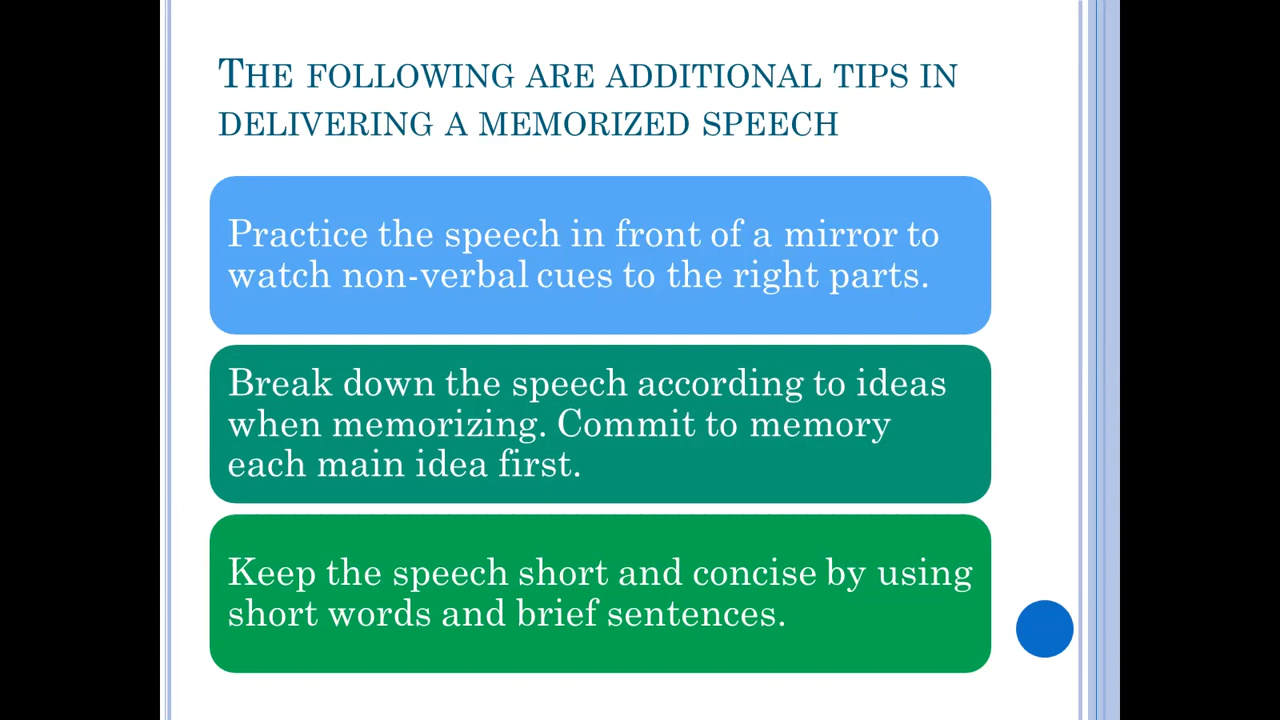 THE FOLLOWING ARE ADDITIONAL TIPS IN
DELIVERING A MEMORIZED SPEECH
Practice the speech in front of a mirror to
watch non-verbal cues to the right parts.
Break down the speech according to ideas
when memorizing. Commit to memory
each main idea first.
Keep the speech short and concise by using
short words and brief sentences.